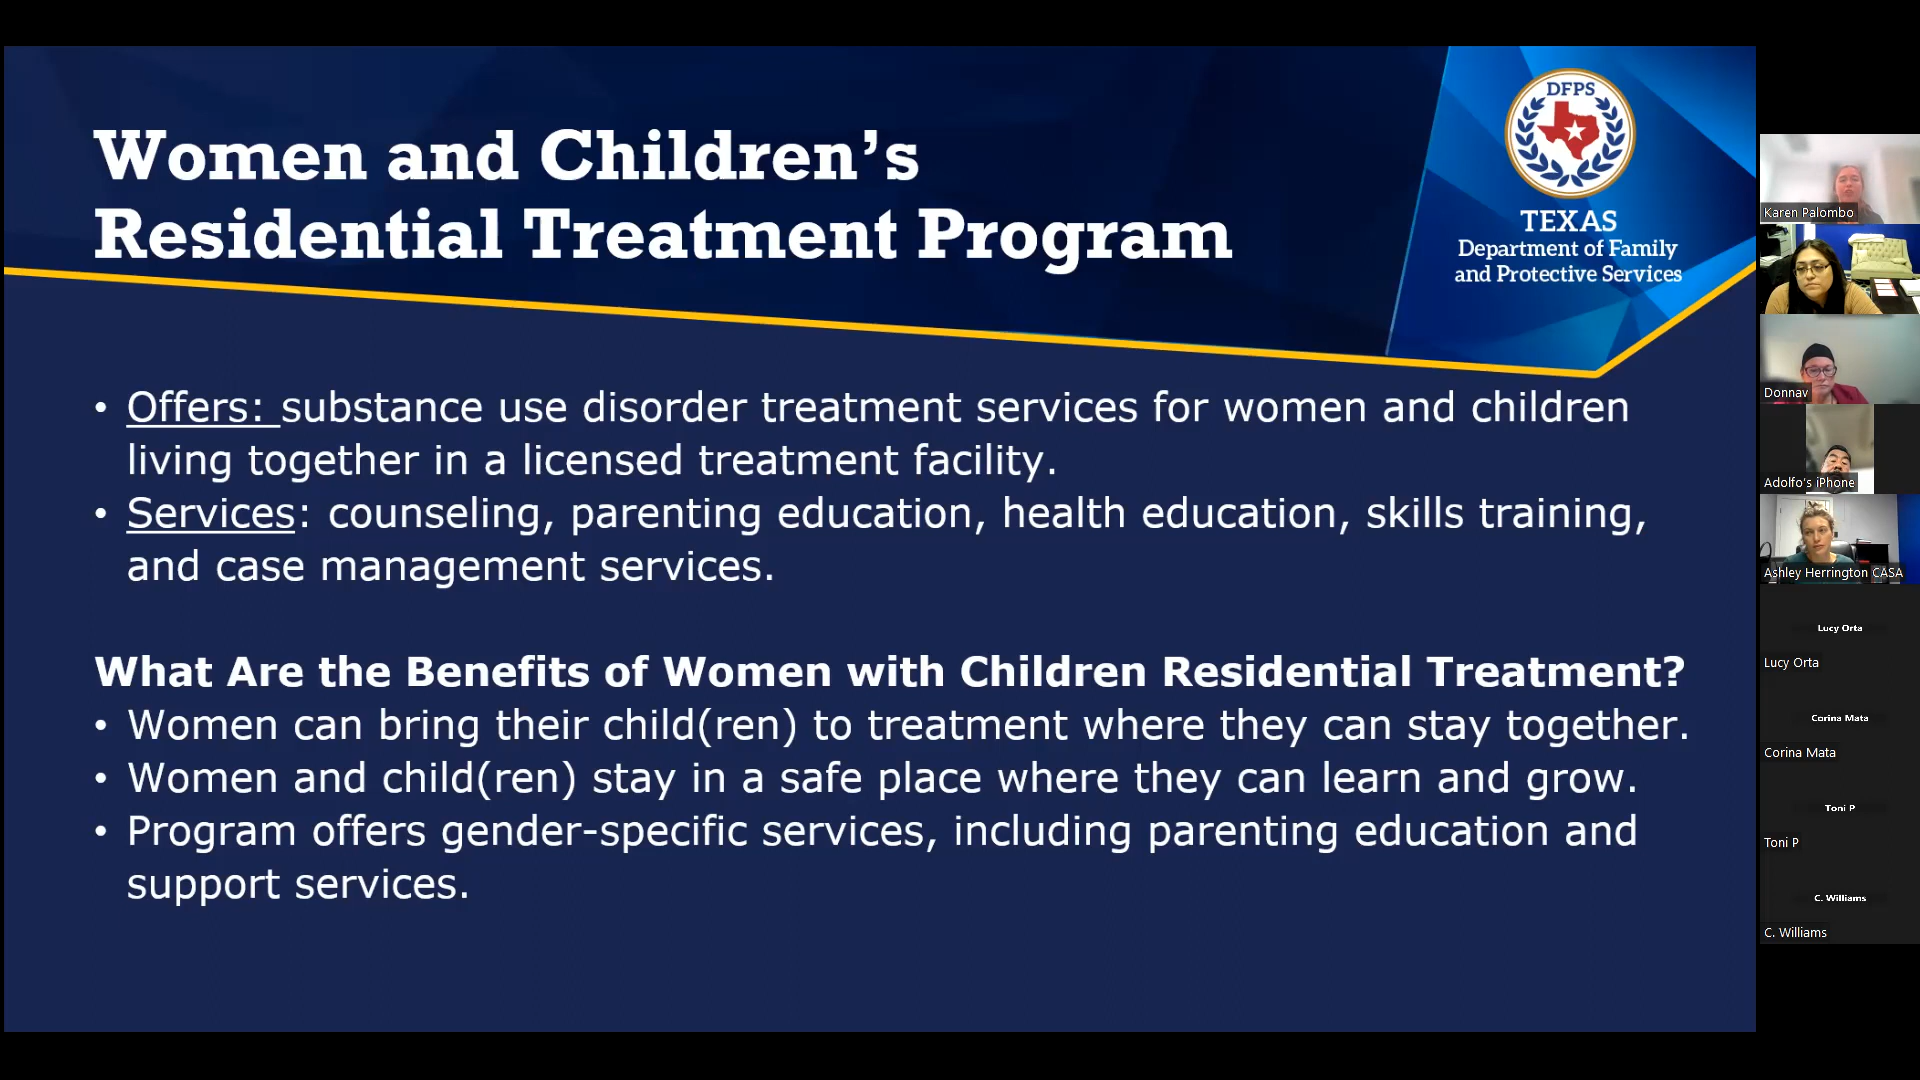 Women and Children’s
Residential Treatment Program
DFPS
TEXAS
Department of Family
and Protective Services
• Offers: substance use disorder treatment services for women and children
living together in a licensed treatment facility.
• Services: counseling, parenting education, health education, skills training,
and case management services.
What Are the Benefits of Women with Children Residential Treatment?
• Women can bring their child(ren) to treatment where they can stay together.
• Women and child(ren) stay in a safe place where they can learn and grow.
• Program offers gender-specific services, including parenting education and
support services.
Karen Palombo
Donnav
Adolfo's iPhone
Ashley Herrington CASA
Lucy Orta
Lucy Orta
Corina Mata
Corina Mata
Toni P
Toni P
C. Williams
C. Williams